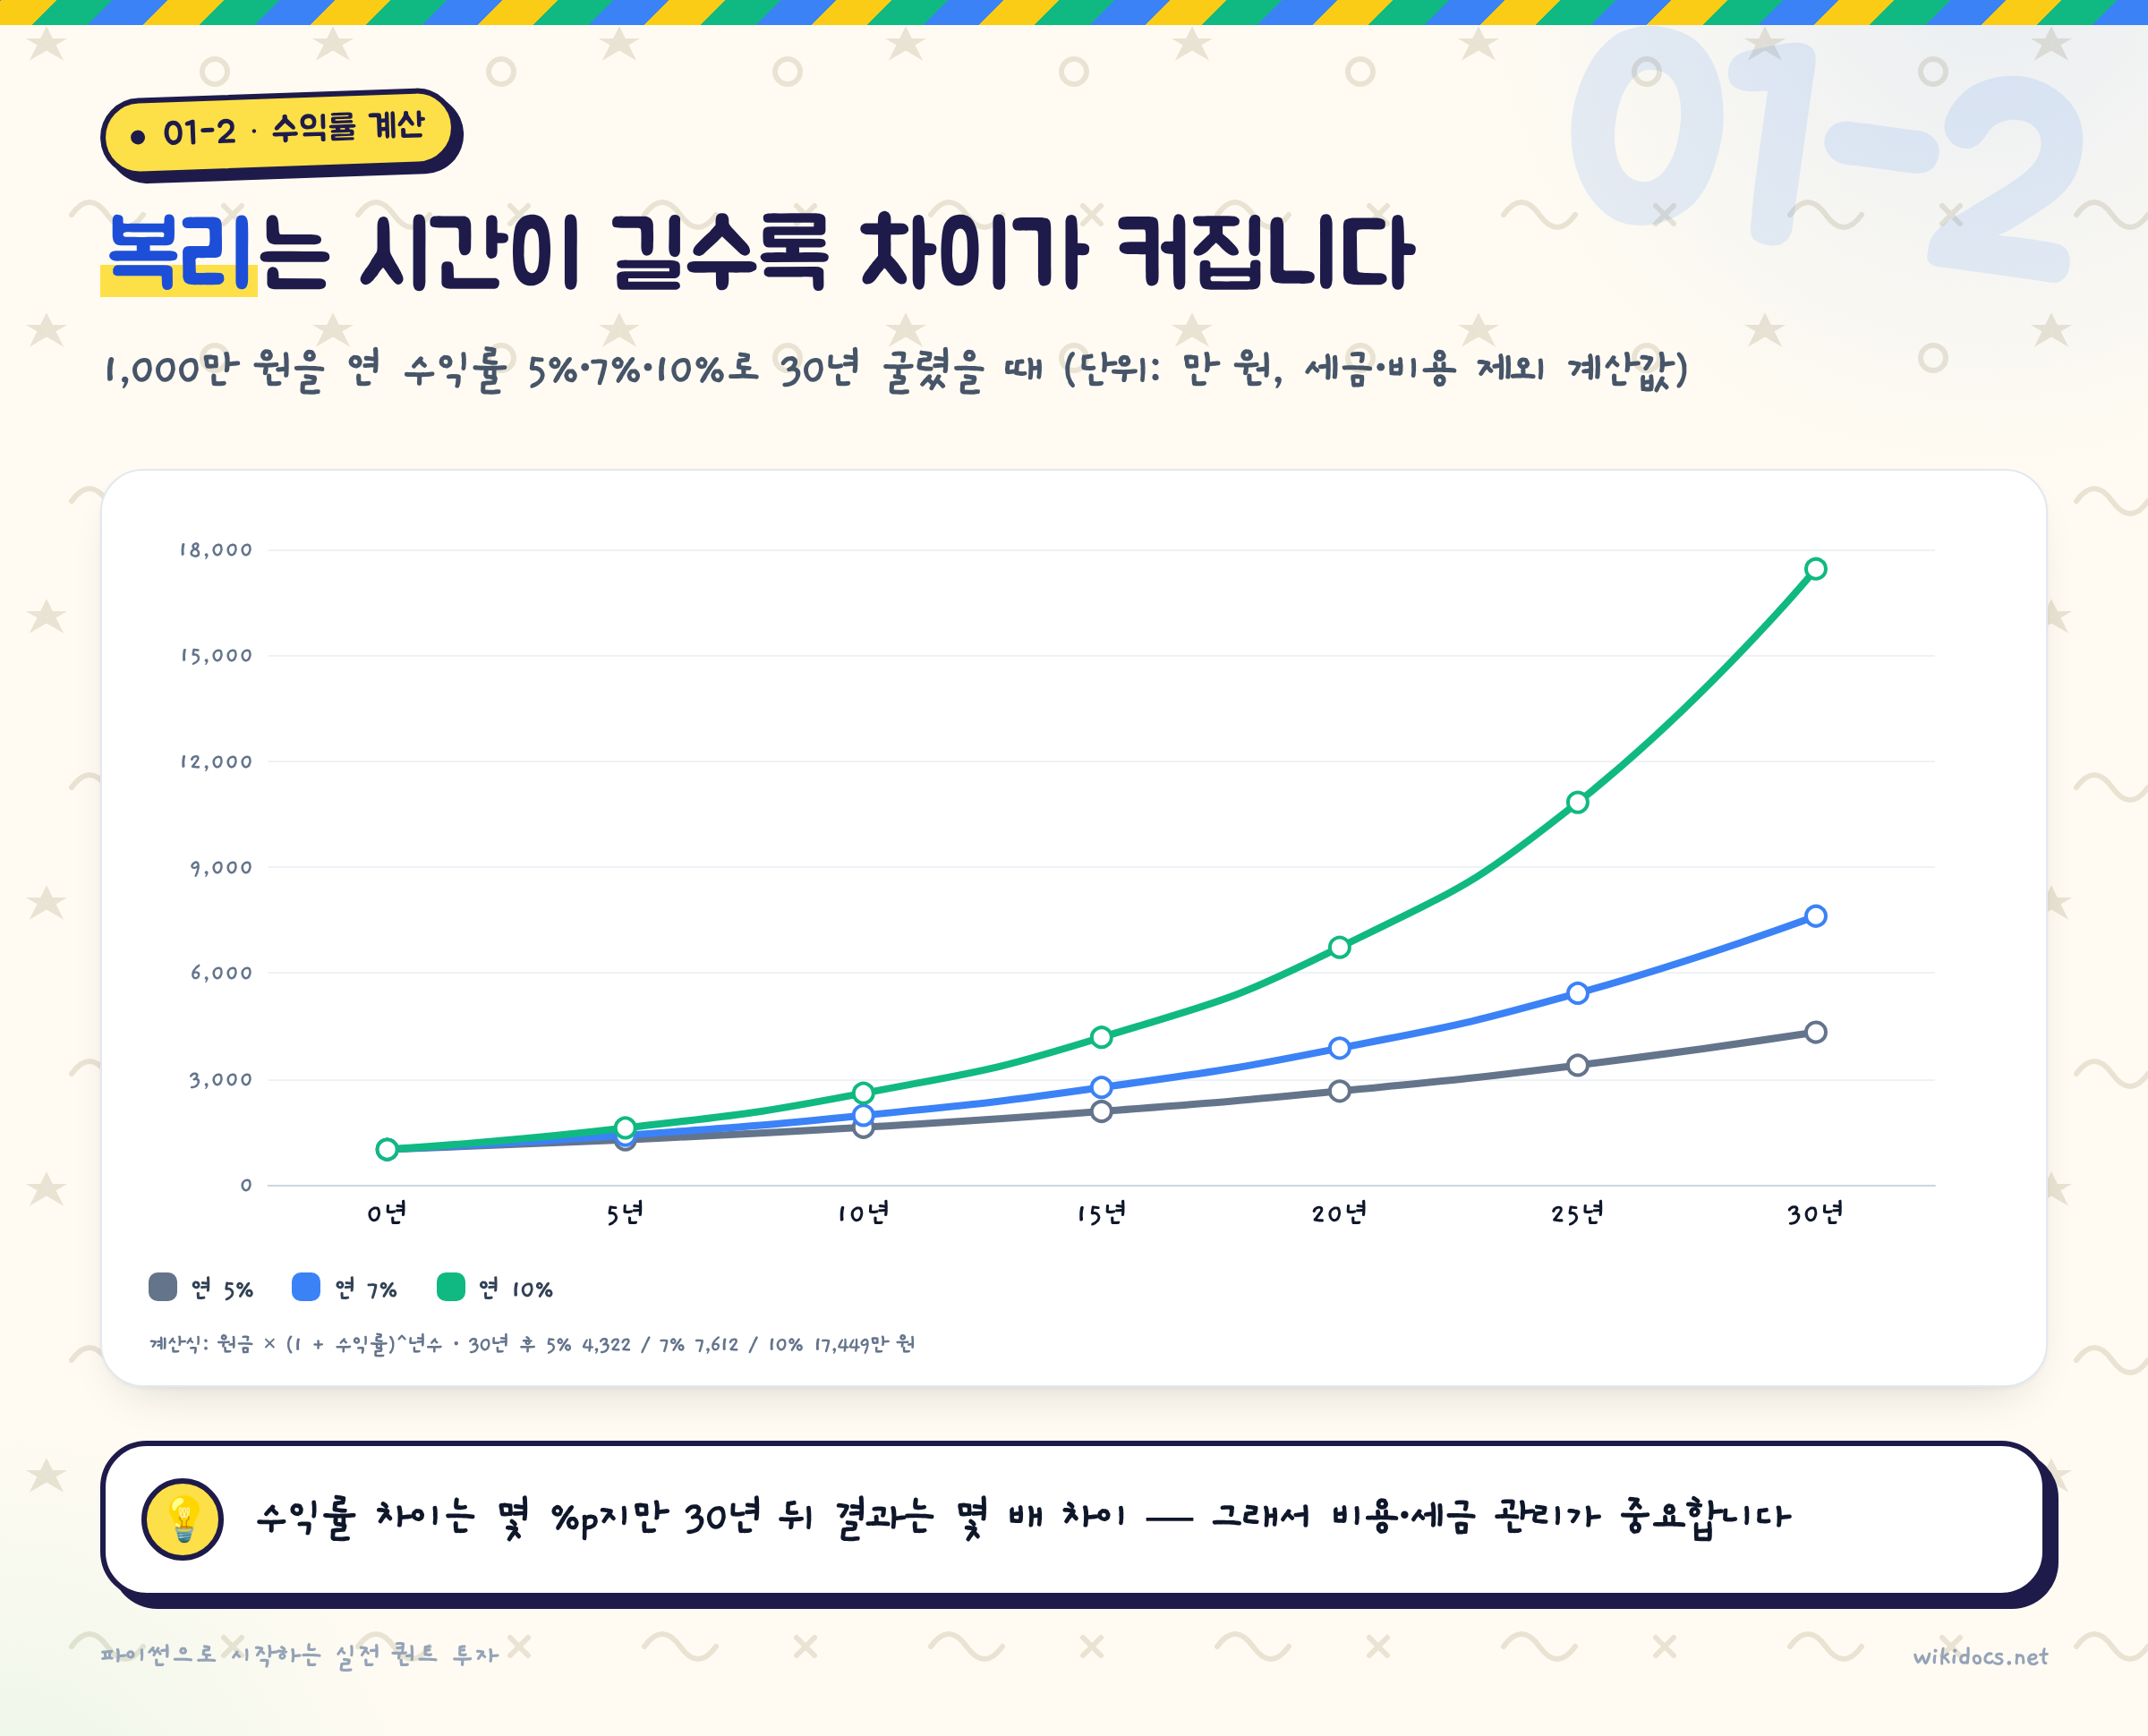 01-2
01-2 · 수익률 계산
복리는 시간이 길수록 차이가 커집니다
1,000만 원을 연 수익률 5%·7%·10%로 30년 굴렸을 때 (단위: 만 원, 세금·비용 제외 계산값)
18,000
15,000
12,000
9,000
6,000
3,000
0
0년 5년 10년 15년 20년 25년 30년
연 5% 연 7% 연 10%
계산식: 원금 × (1 + 수익률)^년수 · 30년 후 5% 4,322 / 7% 7,612 / 10% 17,449만 원
수익률 차이는 몇 %p지만 30년 뒤 결과는 몇 배 차이 — 그래서 비용·세금 관리가 중요합니다
파이썬으로 시작하는 실전 퀀트 투자
wikidocs.net